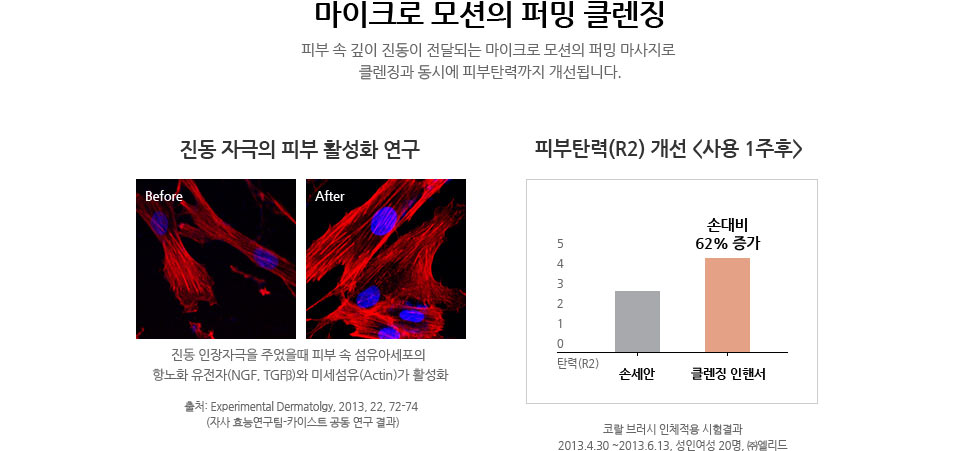 마이크로 모션의 퍼밍 클렌징
피부 속 깊이 진동이 전달되는 마이크로 모션의 퍼밍 마사지로
클렌징과 동시에 피부탄력까지 개선됩니다.
진동 자극의 피부 활성화 연구
Before
After
진동 인장자극을 주었을때 피부 속 섬유아세포의
항노화 유전자(NGF, TGFβ)와 미세섬유(Actin)가 활성화
출처: Experimental Dermatolgy, 2013, 22, 72-74
(자사 효능연구팀-카이스트 공동 연구 결과)
피부탄력(R2) 개선 <사용 1주후>
손대비
62% 증가
5
4
3
2
1
0
탄력(R2)
손세안
클렌징 인핸서
코랄 브러시 인체적용 시험결과
2013.4.30 ~2013.6.13, 성인여성 20명, ㈜엘리드